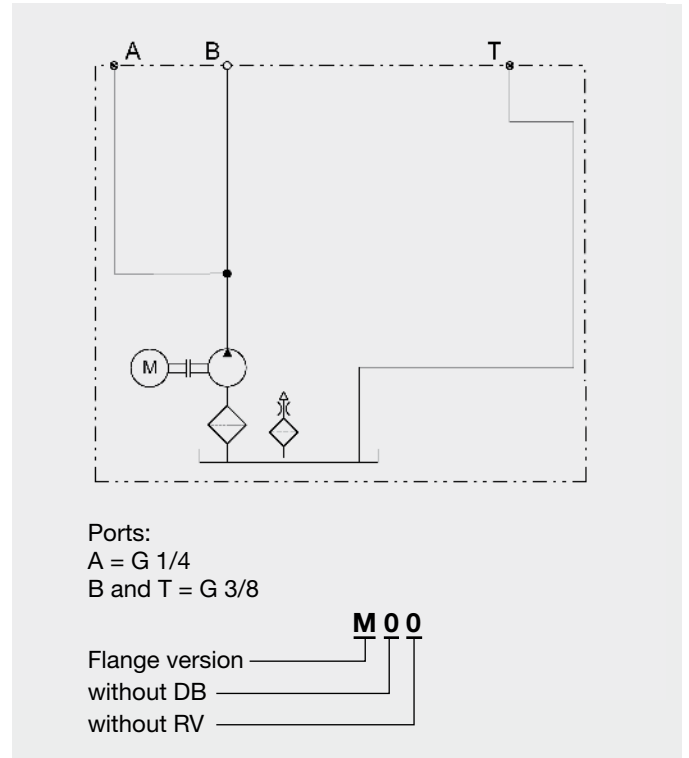 A B T
M
Ports:
A = G 1/4
B and T = G 3/8
M 0 0
Flange version
without DB
without RV